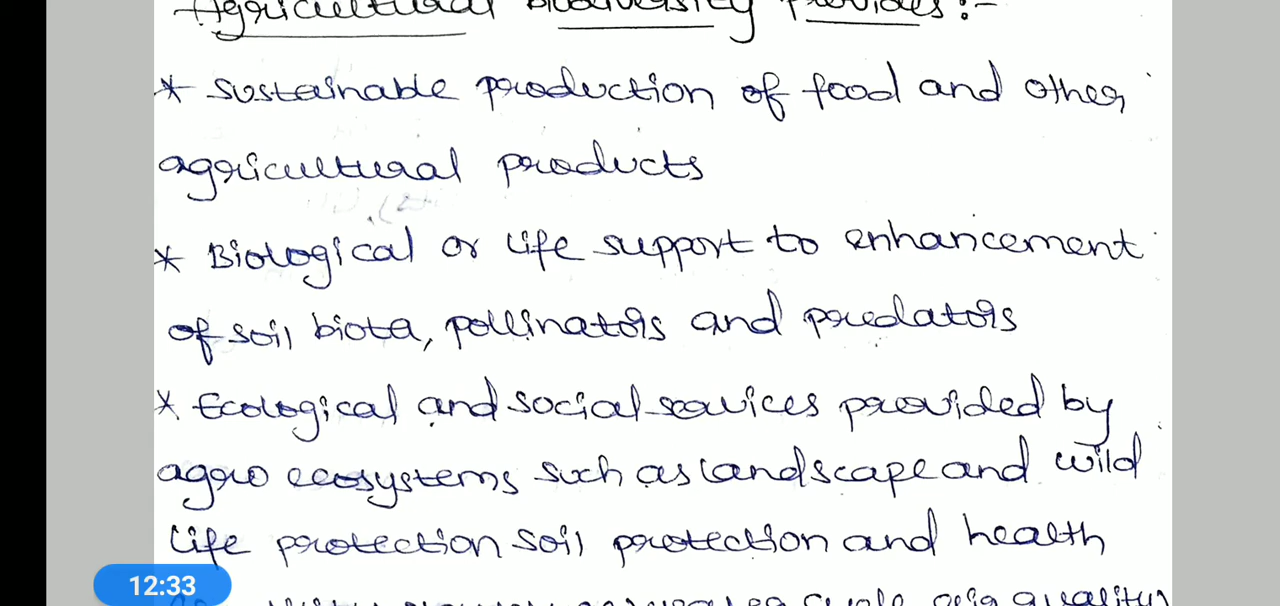 Agricultural Biodiversity Provides:-
* Sustainable production of food and other
agricultural products
* Biological or life support to enhancement
of soil biota, pollinators and predators
* Ecological and social services provided by
agro ecosystems such as landscape and wild
life protection soil protection and health
12:33